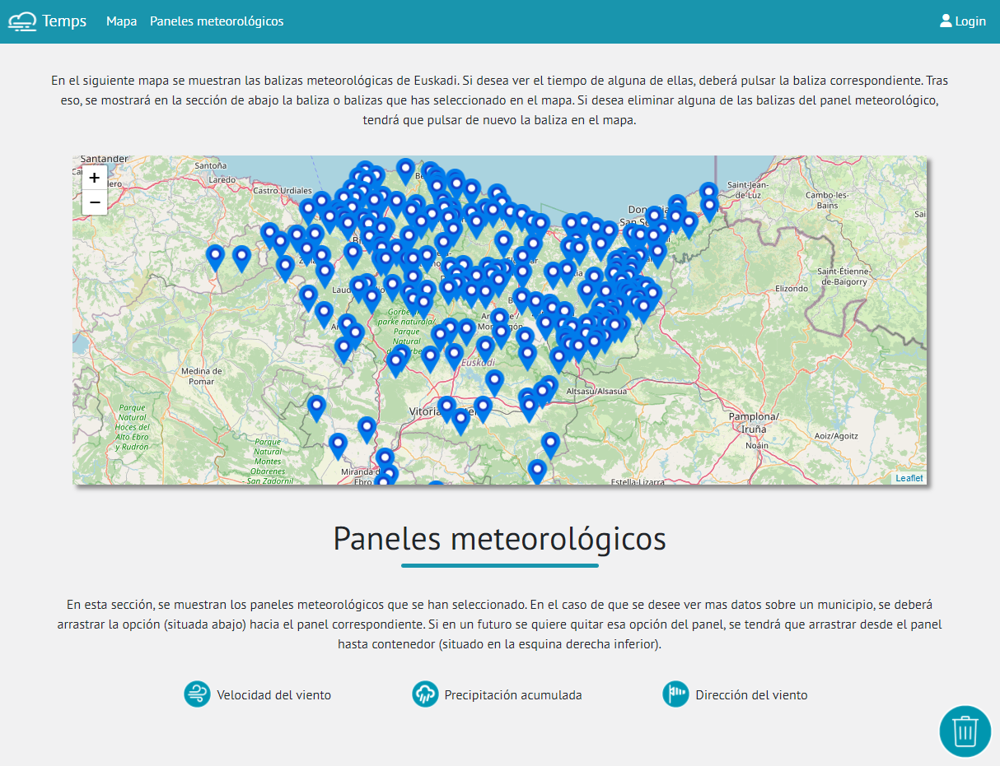 Temps Mapa Paneles meteorológicos Login
En el siguiente mapa se muestran las balizas meteorológicas de Euskadi. Si desea ver el tiempo de alguna de ellas, deberá pulsar la baliza correspondiente. Tras
eso, se mostrará en la sección de abajo la baliza o balizas que has seleccionado en el mapa. Si desea eliminar alguna de las balizas del panel meteorológico,
tendrá que pulsar de nuevo la baliza en el mapa.
Santander
Santoña
Laredo
Castro Urdiales
+
−
Saint-Jean-
de-Luz
Cambo-les-
Bains
Saint-Étienne-
de-Baïgorry
Elizondo
parke naturala/
Parque
Natural
Euskadi
Medina de
Pomar
Altsasu/Alsasua
Parque
Natural
Hoces del
Alto Ebro
y Rudrón
Pamplona/
Iruña
Aoiz/Agoitz
Noáin
Parque
Natural
Montes
Obarenes
San Zadornil
Ebro
Estella-Lizarra
Leaflet
Paneles meteorológicos
En esta sección, se muestran los paneles meteorológicos que se han seleccionado. En el caso de que se desee ver mas datos sobre un municipio, se deberá
arrastrar la opción (situada abajo) hacia el panel correspondiente. Si en un futuro se quiere quitar esa opción del panel, se tendrá que arrastrar desde el panel
hasta contenedor (situado en la esquina derecha inferior).
Velocidad del viento Precipitación acumulada Dirección del viento